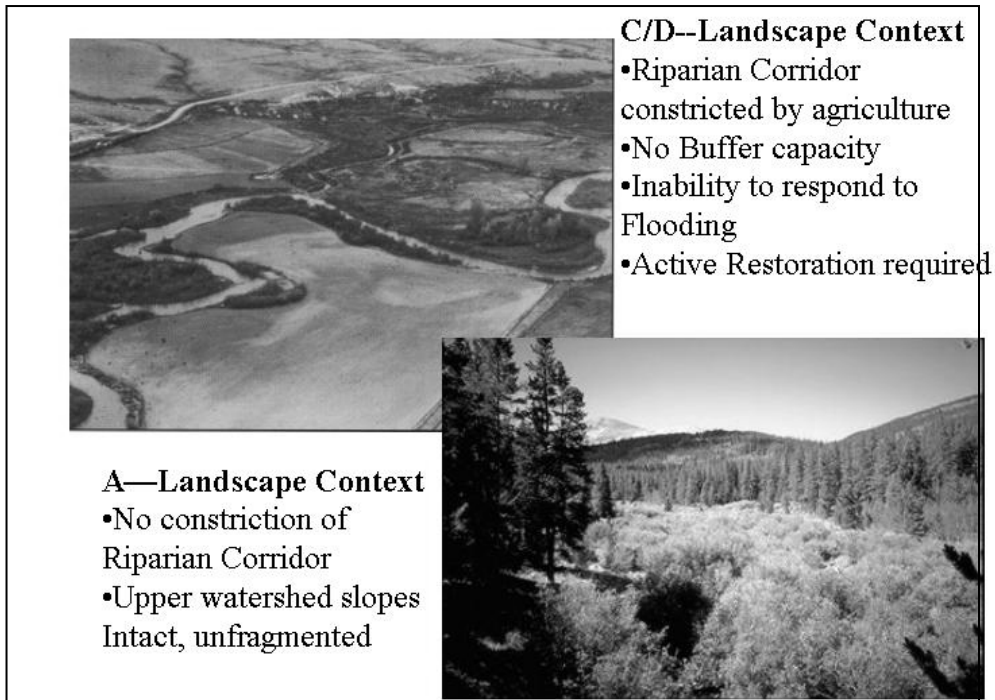 C/D--Landscape Context
•Riparian Corridor
constricted by agriculture
•No Buffer capacity
•Inability to respond to
Flooding
•Active Restoration required
A—Landscape Context
•No constriction of
Riparian Corridor
•Upper watershed slopes
Intact, unfragmented